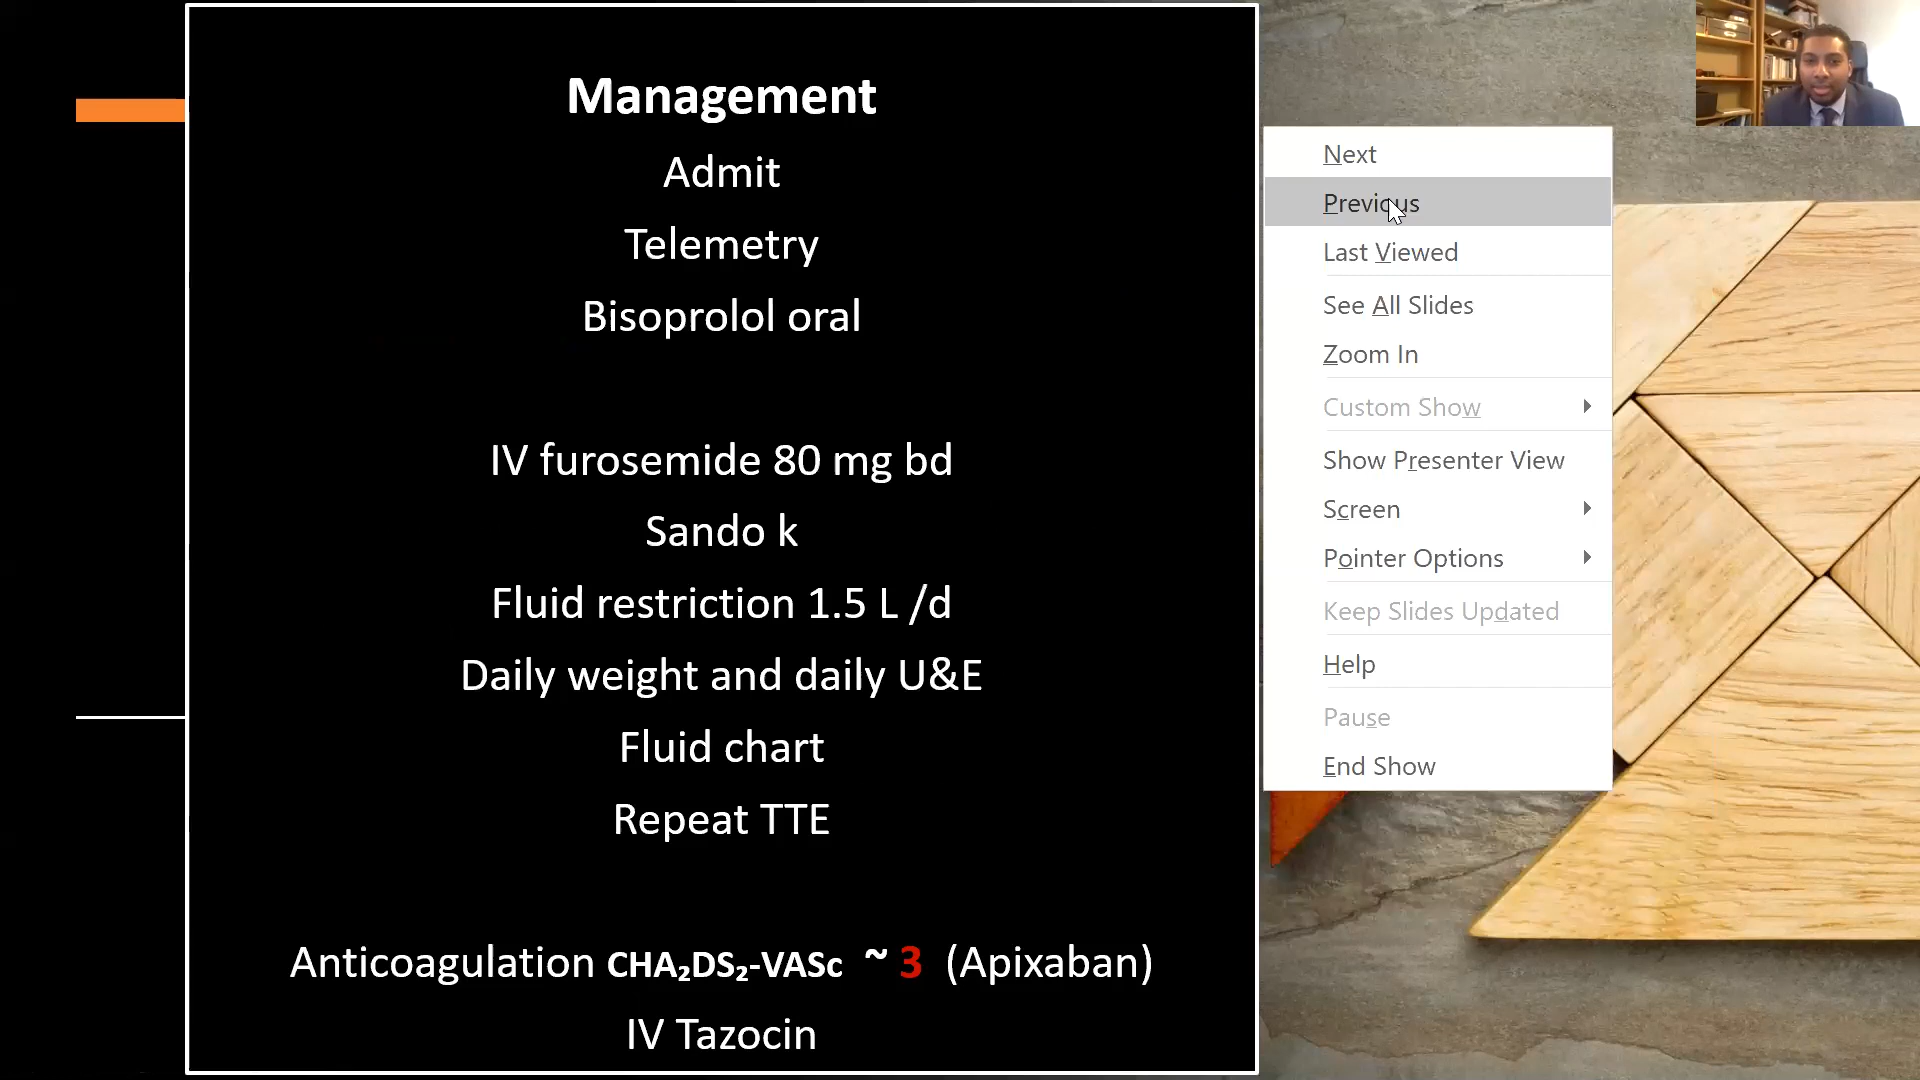 Management
Admit
Telemetry
Bisoprolol oral
IV furosemide 80 mg bd
Sando k
Fluid restriction 1.5 L /d
Daily weight and daily U&E
Fluid chart
Repeat TTE
Anticoagulation CHA₂DS₂-VASc ~ 3 (Apixaban)
IV Tazocin
Next
Previous
Last Viewed
See All Slides
Zoom In
Custom Show
Show Presenter View
Screen
Pointer Options
Keep Slides Updated
Help
Pause
End Show